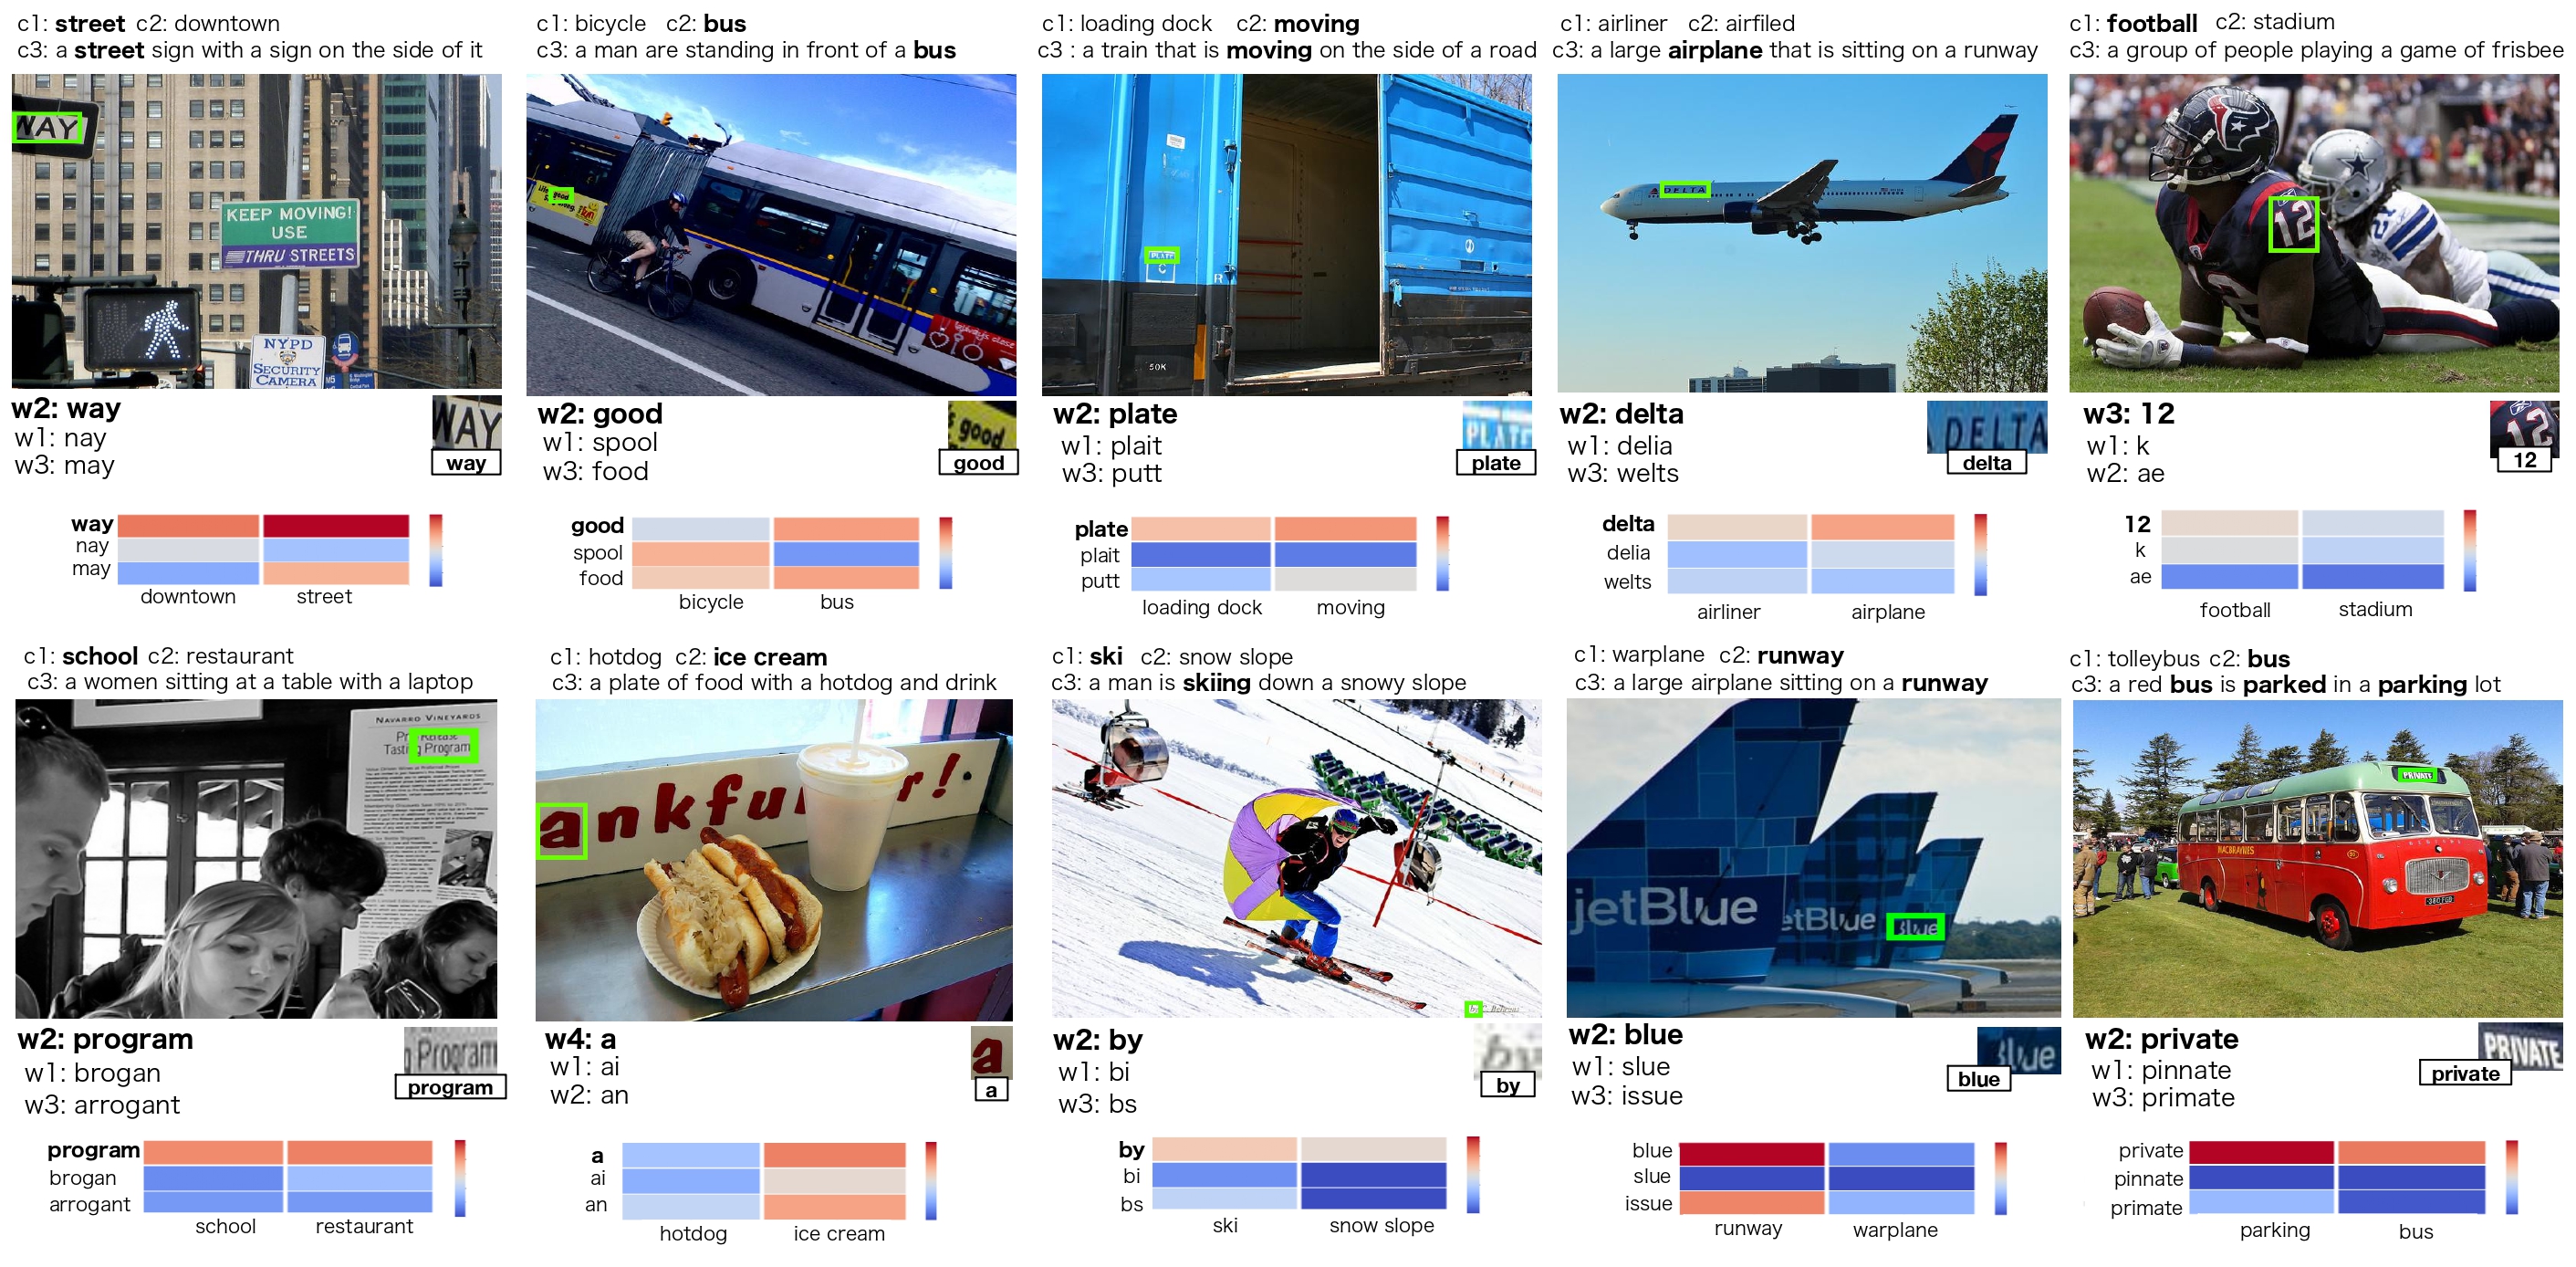 c1: street c2: downtown
c3: a street sign with a sign on the side of it
WAY
KEEP MOVING!
USE
THRU STREETS
NYPD
SECURITY
CAMERA
w2: way
w1: nay
w3: may
WAY
way
way
nay
may
downtown street
c1: bicycle c2: bus
c3: a man are standing in front of a bus
good
w2: good
w1: spool
w3: food
s good
good
good
spool
food
bicycle bus
c1: loading dock c2: moving
c3 : a train that is moving on the side of a road
PLATE
C
R
50K
w2: plate
w1: plait
w3: putt
PLATE
plate
plate
plait
putt
loading dock moving
c1: airliner c2: airfiled
c3: a large airplane that is sitting on a runway
DELTA
w2: delta
w1: delia
w3: welts
DELTA
delta
delta
delia
welts
airliner airplane
c1: football c2: stadium
c3: a group of people playing a game of frisbee
12
w3: 12
w1: k
w2: ae
12
12
12
k
ae
football stadium
c1: school c2: restaurant
c3: a women sitting at a table with a laptop
NAVARRO VINEYARDS
Tasting Program
w2: program
w1: brogan
w3: arrogant
g Program
program
program
brogan
arrogant
school restaurant
c1: hotdog c2: ice cream
c3: a plate of food with a hotdog and drink
ankfu r!
w4: a
w1: ai
w2: an
a
a
a
ai
an
hotdog ice cream
c1: ski c2: snow slope
c3: a man is skiing down a snowy slope
by
w2: by
w1: bi
w3: bs
by
by
by
bi
bs
ski snow slope
c1: warplane c2: runway
c3: a large airplane sitting on a runway
jetBlue
etBlue
Blue
w2: blue
w1: slue
w3: issue
Blue
blue
blue
slue
issue
runway warplane
c1: tolleybus c2: bus
c3: a red bus is parked in a parking lot
PRIVATE
MACBRAYNES
w2: private
w1: pinnate
w3: primate
PRIVATE
private
private
pinnate
primate
parking bus